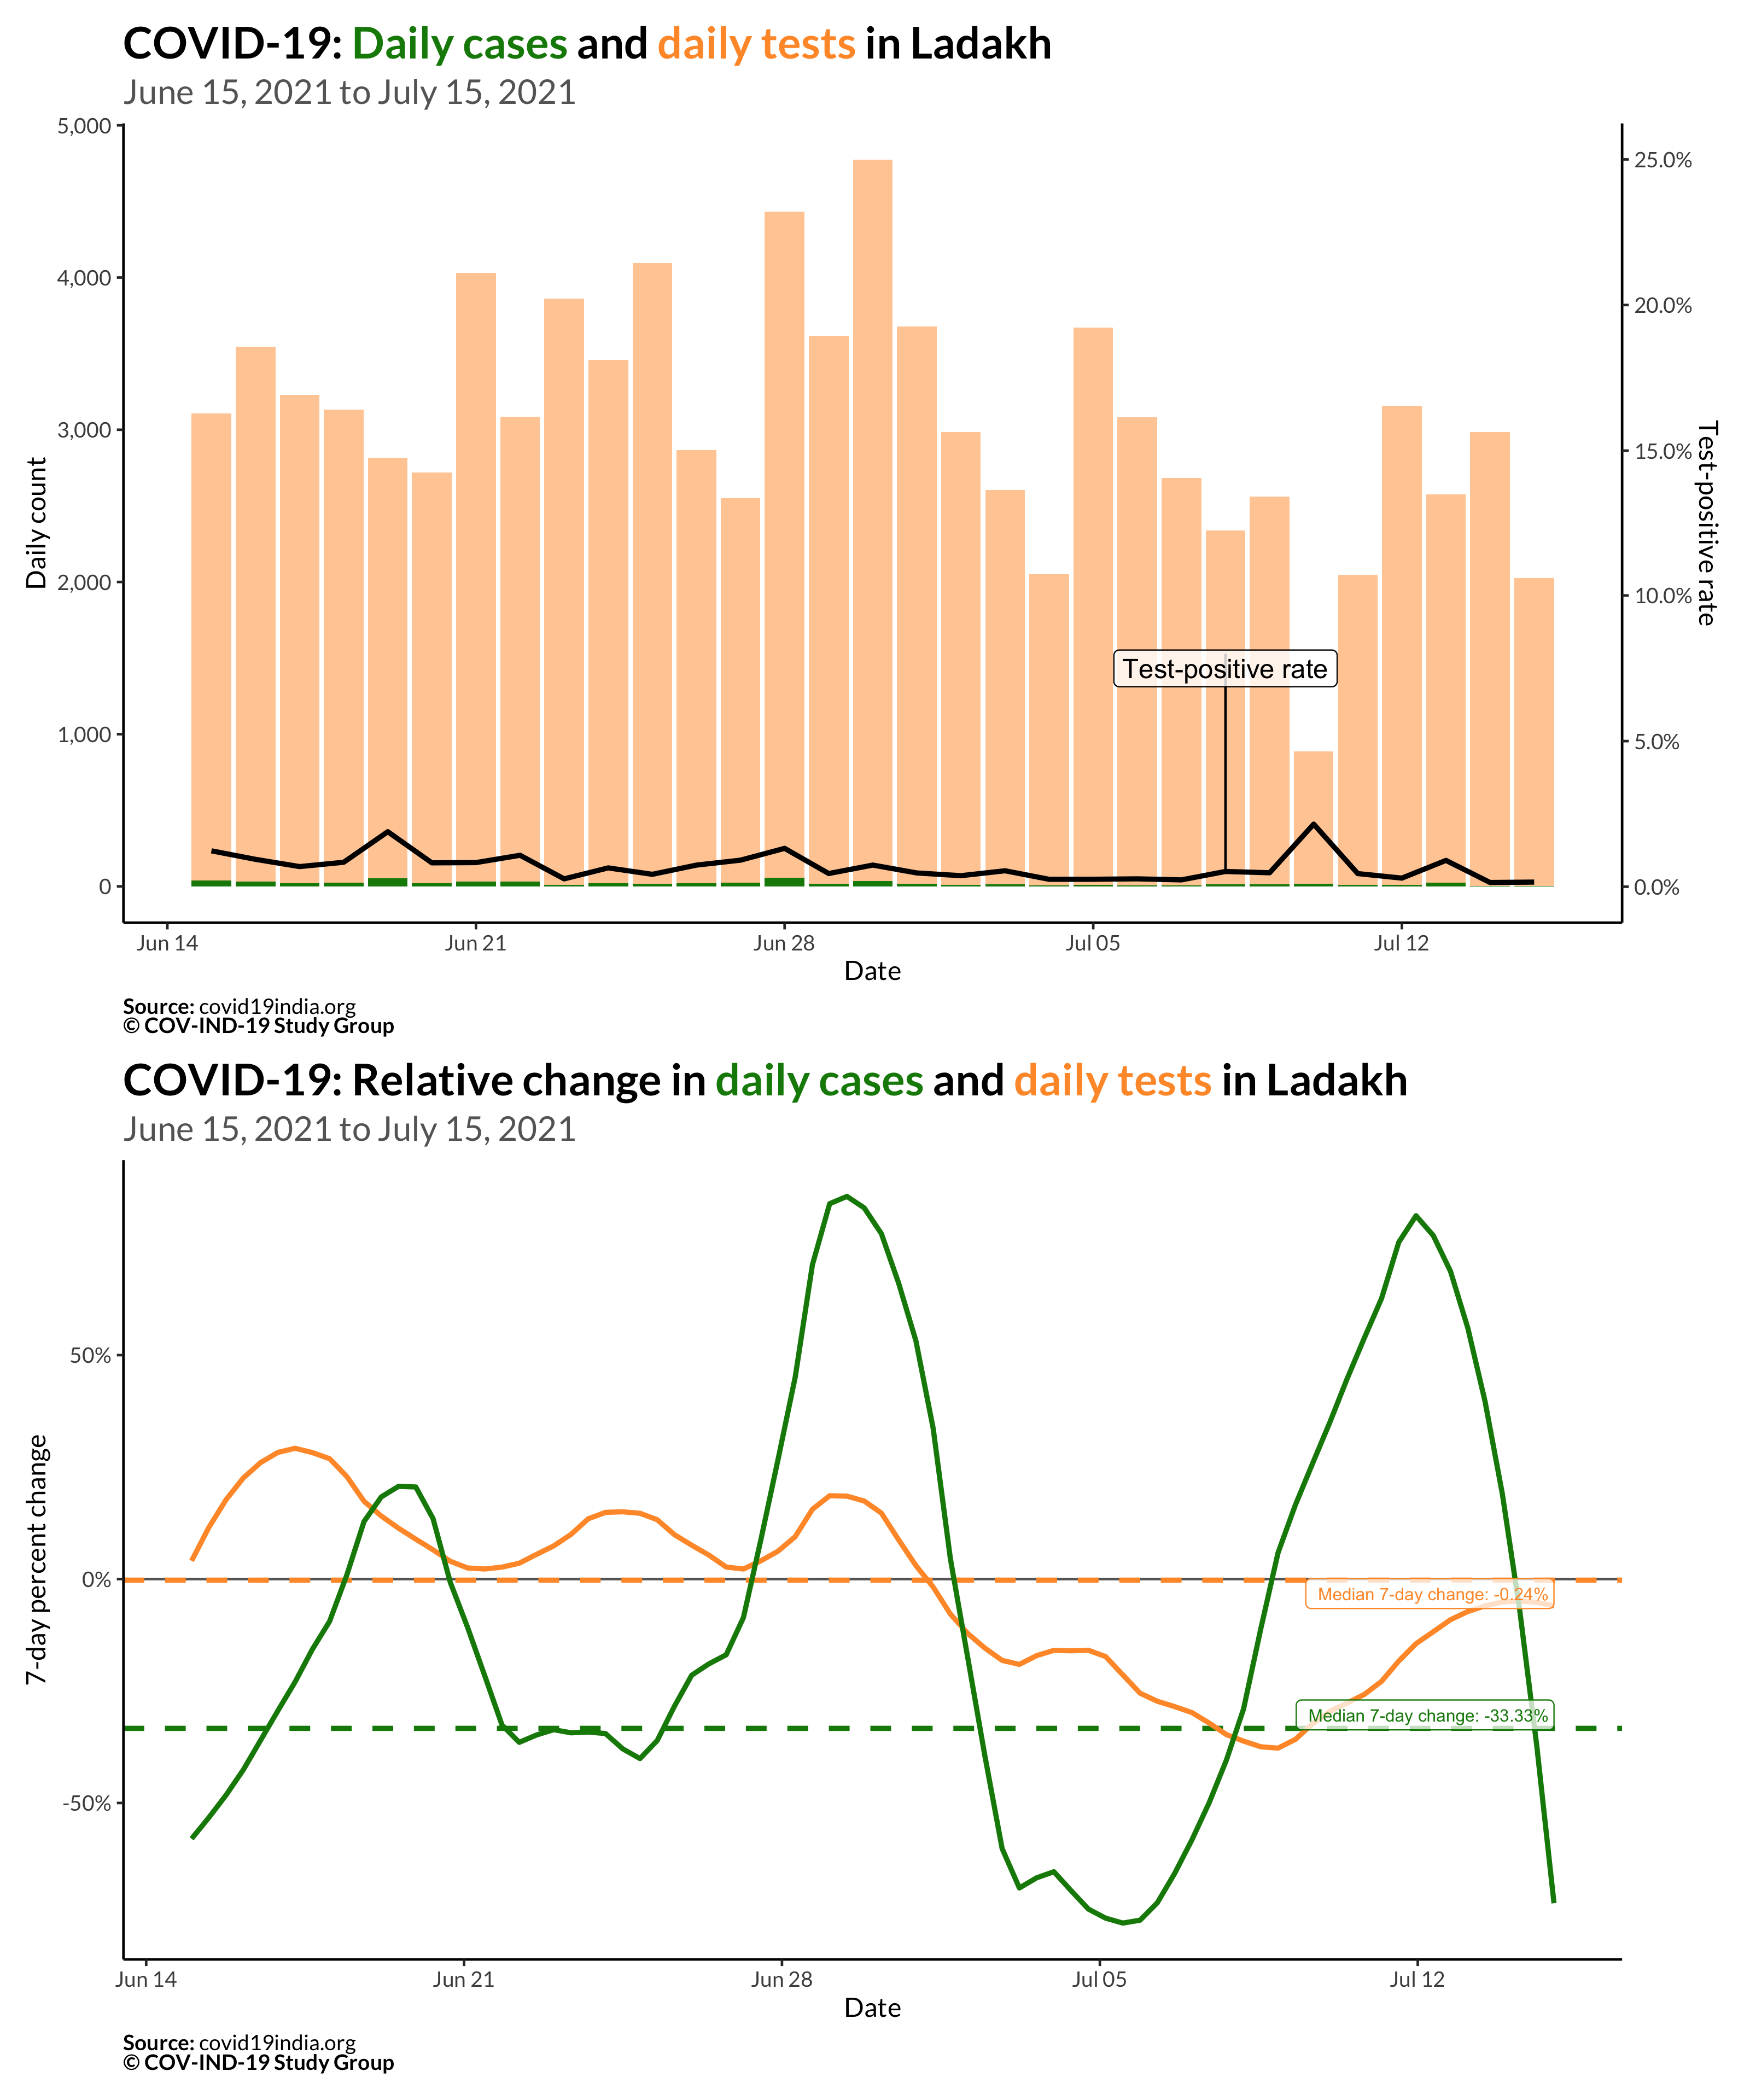 COVID-19: Daily cases and daily tests in Ladakh
June 15, 2021 to July 15, 2021
5,000
4,000
3,000
2,000
1,000
0
Daily count
25.0%
20.0%
15.0%
10.0%
5.0%
0.0%
Test-positive rate
Test-positive rate
Jun 14
Jun 21
Jun 28
Jul 05
Jul 12
Date
Source: covid19india.org
© COV-IND-19 Study Group
COVID-19: Relative change in daily cases and daily tests in Ladakh
June 15, 2021 to July 15, 2021
50%
0%
-50%
7-day percent change
Median 7-day change: -0.24%
Median 7-day change: -33.33%
Jun 14
Jun 21
Jun 28
Jul 05
Jul 12
Date
Source: covid19india.org
© COV-IND-19 Study Group